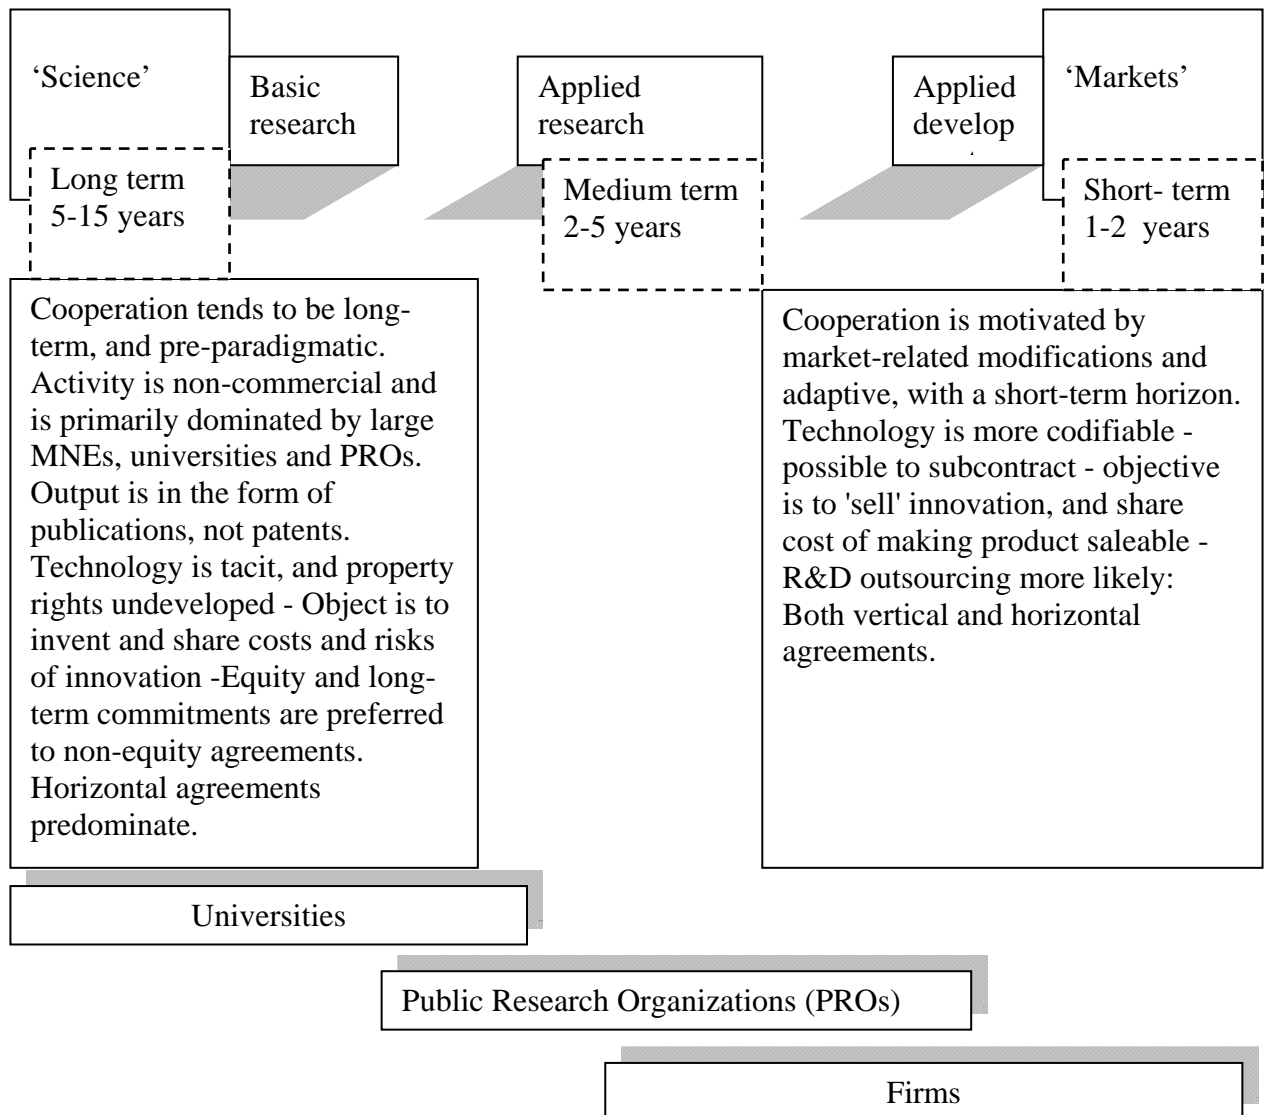 ‘Science’
Basic
research
Applied
research
Applied
develop
‘Markets’
Long term
5-15 years
Medium term
2-5 years
Short- term
1-2 years
Cooperation tends to be long-
term, and pre-paradigmatic.
Activity is non-commercial and
is primarily dominated by large
MNEs, universities and PROs.
Output is in the form of
publications, not patents.
Technology is tacit, and property
rights undeveloped - Object is to
invent and share costs and risks
of innovation -Equity and long-
term commitments are preferred
to non-equity agreements.
Horizontal agreements
predominate.
Cooperation is motivated by
market-related modifications and
adaptive, with a short-term horizon.
Technology is more codifiable -
possible to subcontract - objective
is to 'sell' innovation, and share
cost of making product saleable -
R&D outsourcing more likely:
Both vertical and horizontal
agreements.
Universities
Public Research Organizations (PROs)
Firms